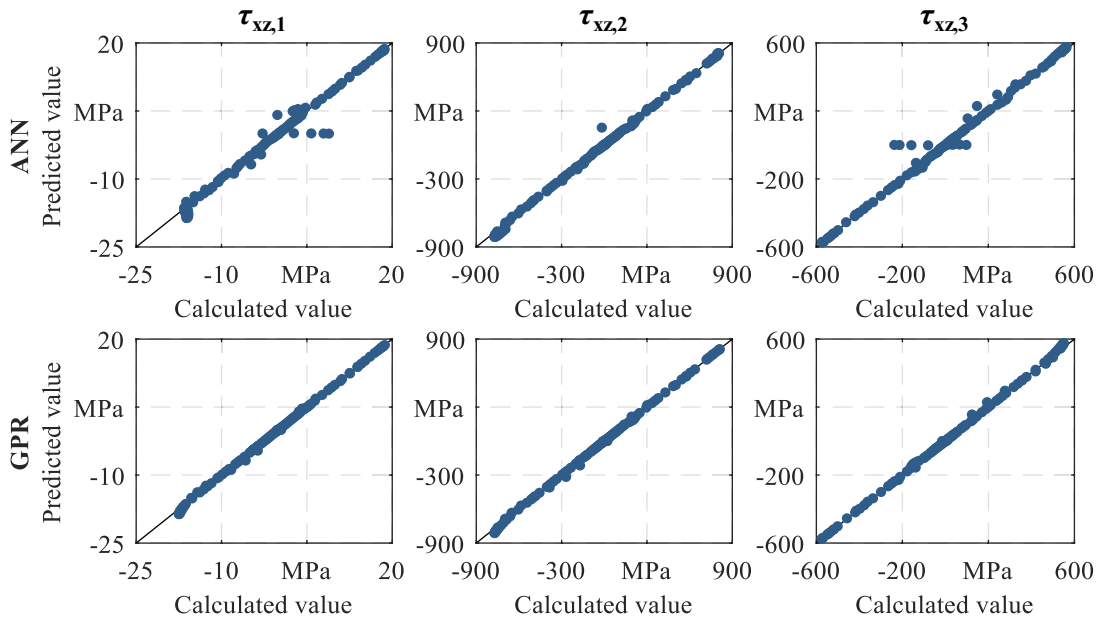 τxz,1 τxz,2 τxz,3
ANN
Predicted value
20 900 600
MPa MPa MPa
-10 -300 -200
-25 -900 -600
-25 -10 MPa 20 -900 -300 MPa 900 -600 -200 MPa 600
Calculated value Calculated value Calculated value
GPR
Predicted value
20 900 600
MPa MPa MPa
-10 -300 -200
-25 -900 -600
-25 -10 MPa 20 -900 -300 MPa 900 -600 -200 MPa 600
Calculated value Calculated value Calculated value